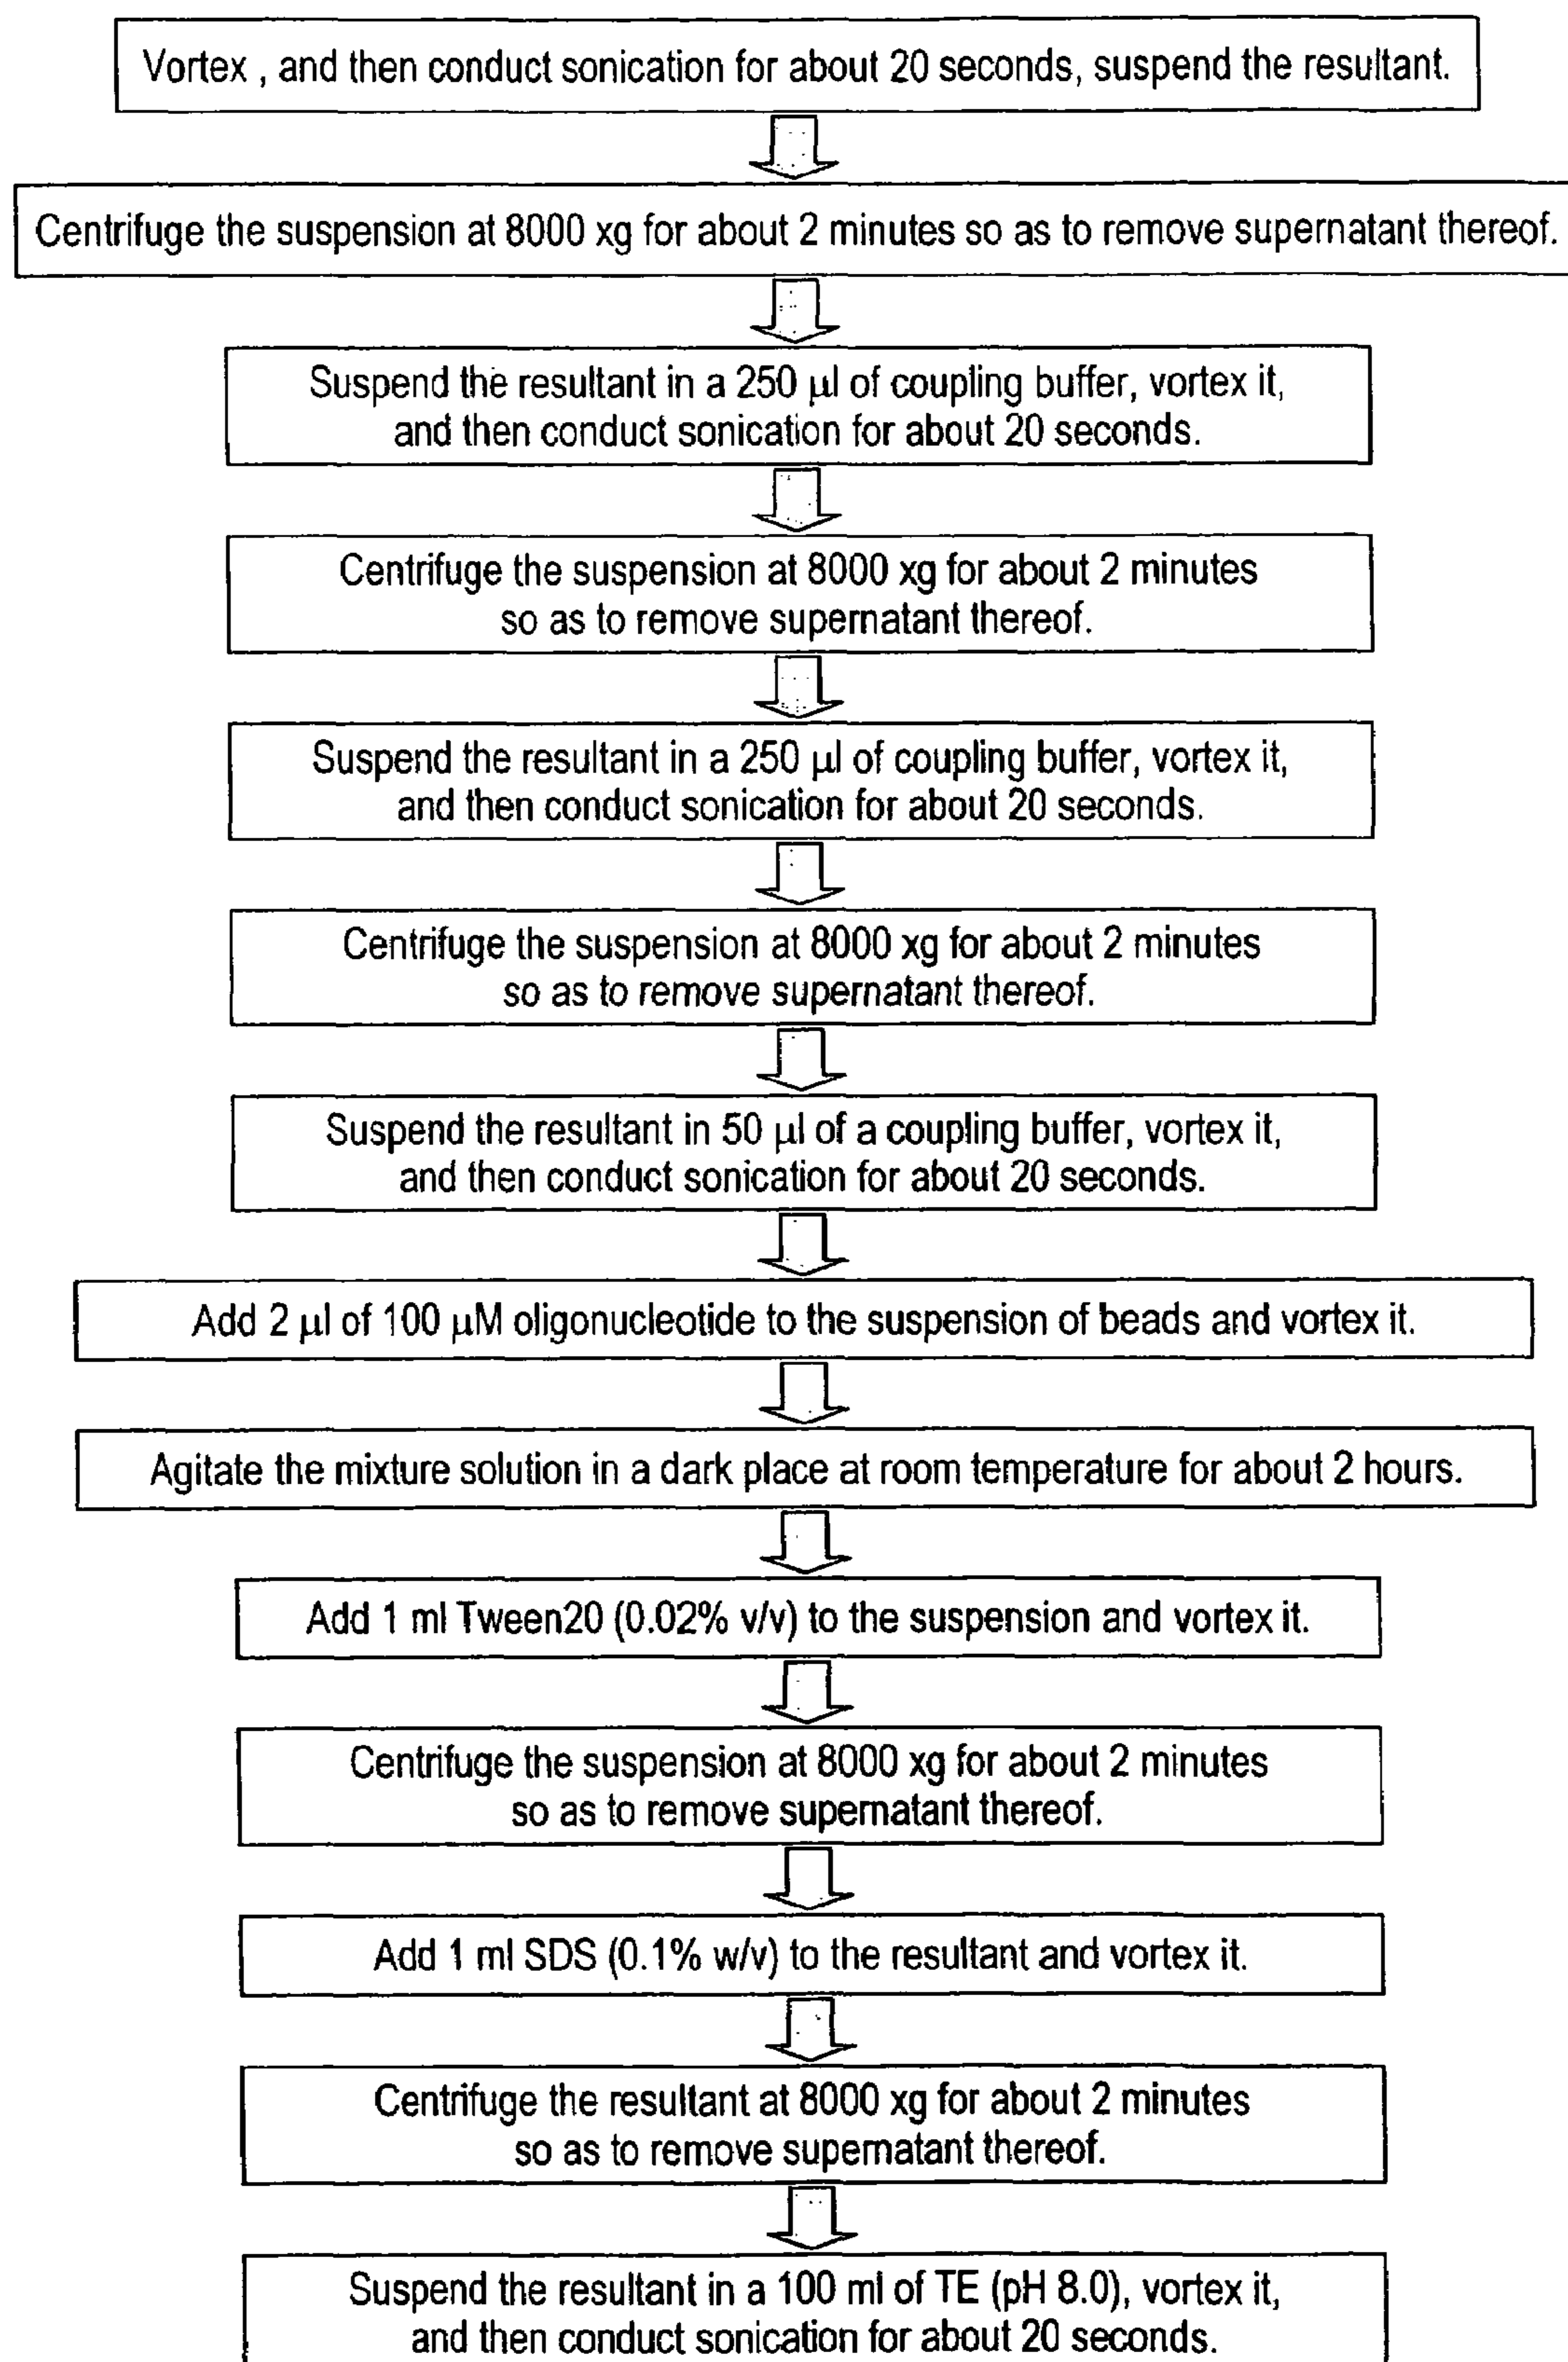 Vortex , and then conduct sonication for about 20 seconds, suspend the resultant.
Centrifuge the suspension at 8000 xg for about 2 minutes so as to remove supernatant thereof.
Suspend the resultant in a 250 µl of coupling buffer, vortex it,
and then conduct sonication for about 20 seconds.
Centrifuge the suspension at 8000 xg for about 2 minutes
so as to remove supernatant thereof.
Suspend the resultant in a 250 µl of coupling buffer, vortex it,
and then conduct sonication for about 20 seconds.
Centrifuge the suspension at 8000 xg for about 2 minutes
so as to remove supernatant thereof.
Suspend the resultant in 50 µl of a coupling buffer, vortex it,
and then conduct sonication for about 20 seconds.
Add 2 µl of 100 µM oligonucleotide to the suspension of beads and vortex it.
Agitate the mixture solution in a dark place at room temperature for about 2 hours.
Add 1 ml Tween20 (0.02% v/v) to the suspension and vortex it.
Centrifuge the suspension at 8000 xg for about 2 minutes
so as to remove supernatant thereof.
Add 1 ml SDS (0.1% w/v) to the resultant and vortex it.
Centrifuge the resultant at 8000 xg for about 2 minutes
so as to remove supernatant thereof.
Suspend the resultant in a 100 ml of TE (pH 8.0), vortex it,
and then conduct sonication for about 20 seconds.